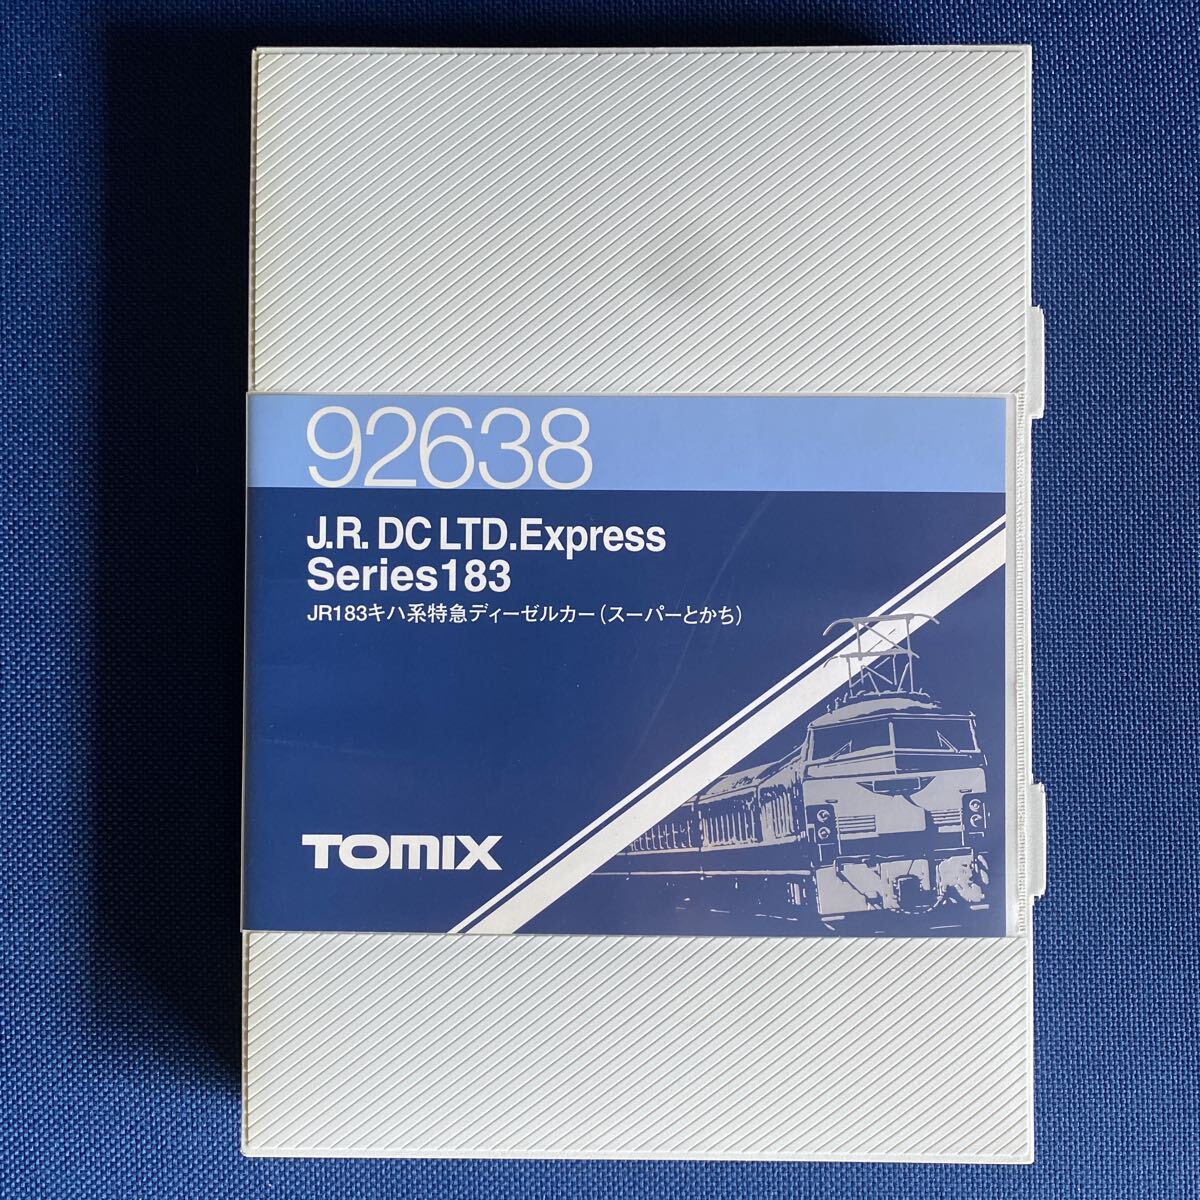 92638
J.R. DC LTD.Express
Series183
JR183キハ系特急ディーゼルカー(スーパーとかち)
TOMIX